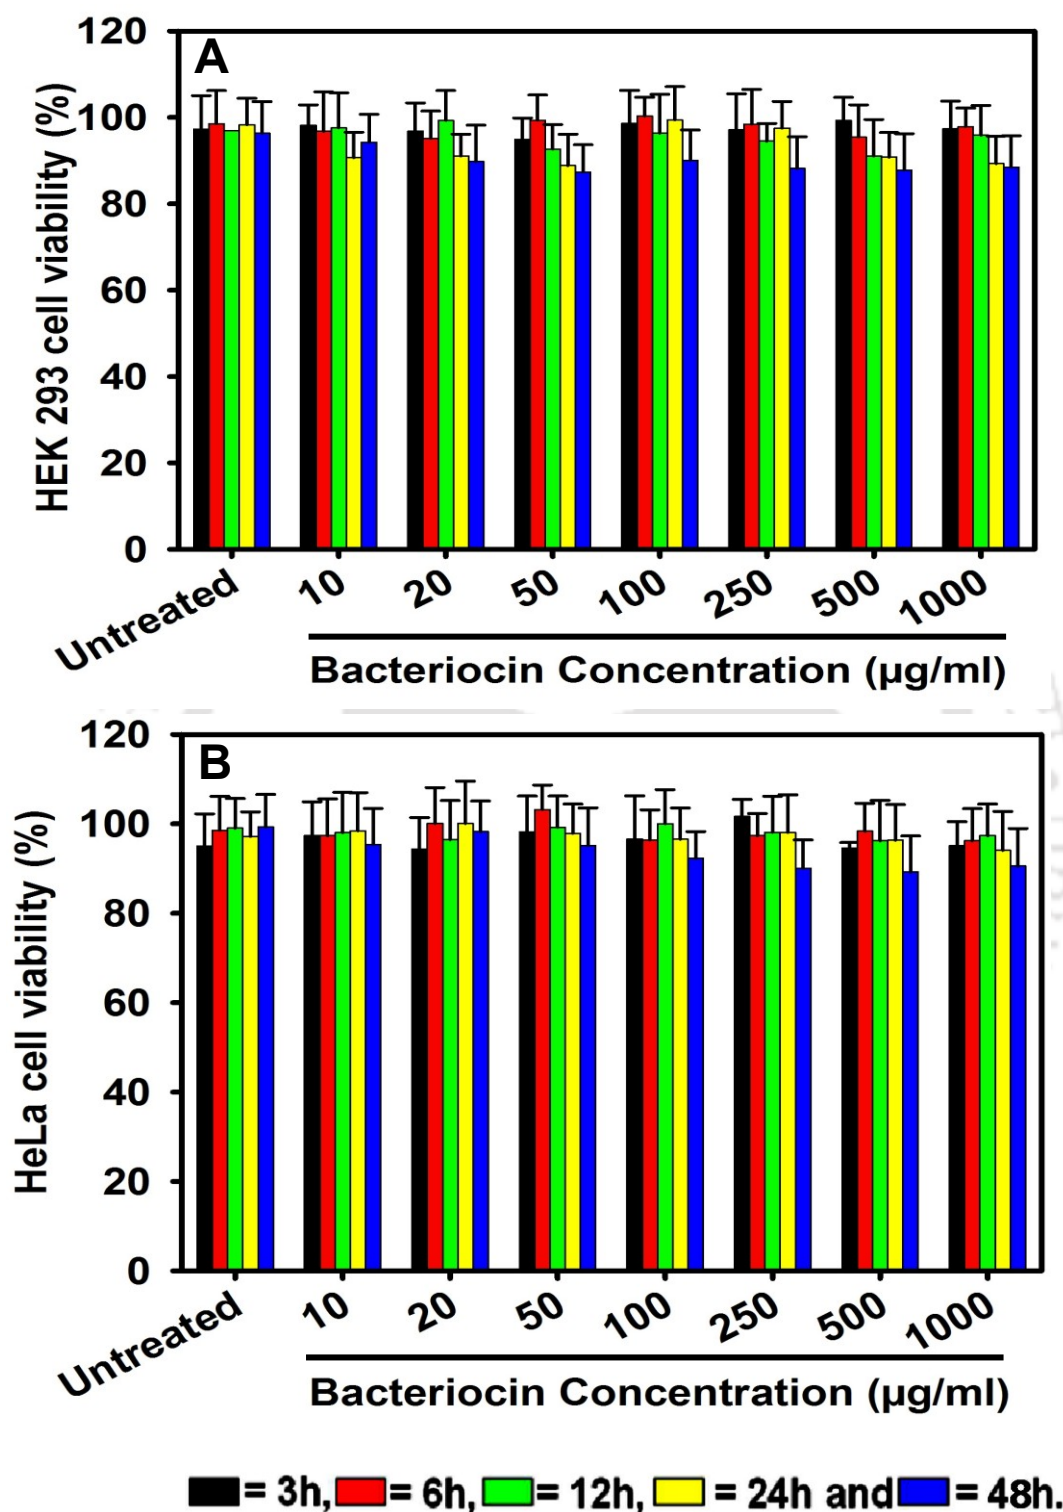 A
HEK 293 cell viability (%)
120
100
80
60
40
20
0
Untreated 10 20 50 100 250 500 1000
Bacteriocin Concentration (µg/ml)
B
HeLa cell viability (%)
120
100
80
60
40
20
0
Untreated 10 20 50 100 250 500 1000
Bacteriocin Concentration (µg/ml)
= 3h, = 6h, = 12h, = 24h and = 48h